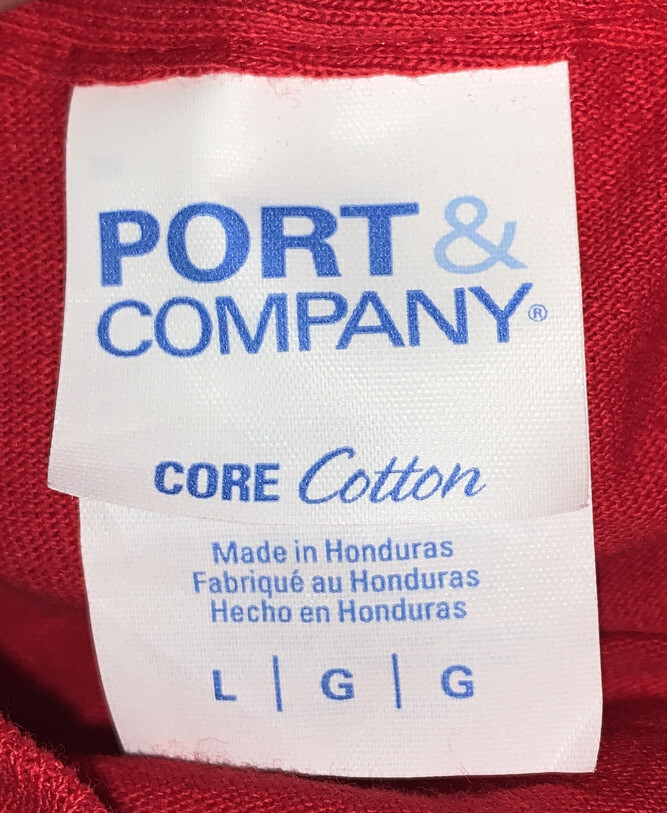 PORT &
COMPANY®
CORE Cotton
Made in Honduras
Fabriqué au Honduras
Hecho en Honduras
L | G | G